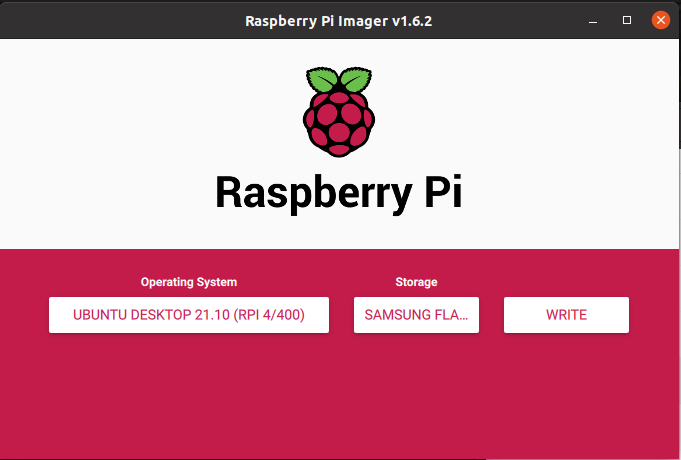 Raspberry Pi Imager v1.6.2
Raspberry Pi
Operating System
Storage
UBUNTU DESKTOP 21.10 (RPI 4/400)
SAMSUNG FLA...
WRITE